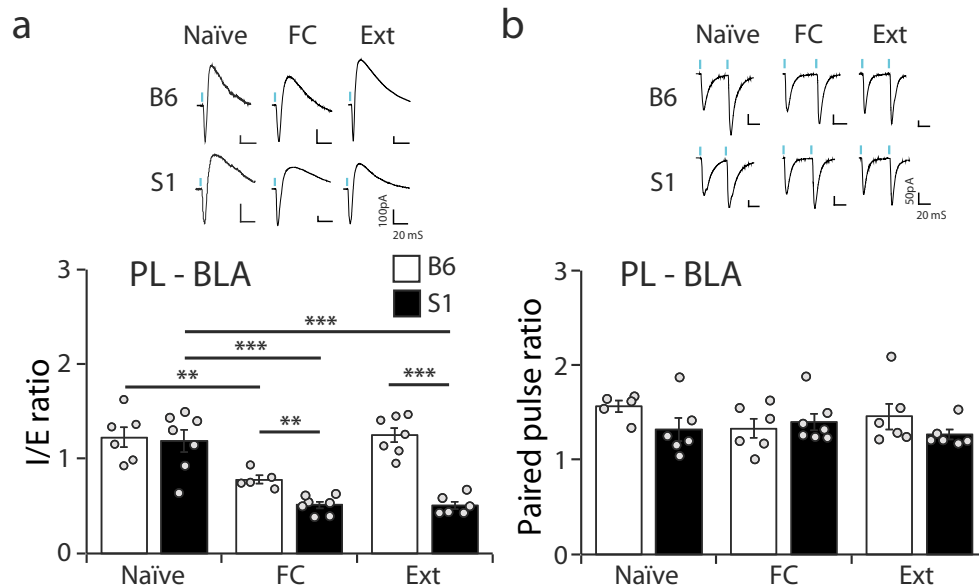 a
Naïve FC Ext
B6
S1
100pA
20 mS
PL - BLA
B6
S1
I/E ratio
3
2
1
0
***
***
**
***
**
Naïve FC Ext
b
Naïve FC Ext
B6
S1
50pA
20 mS
PL - BLA
Paired pulse ratio
3
2
1
0
Naïve FC Ext